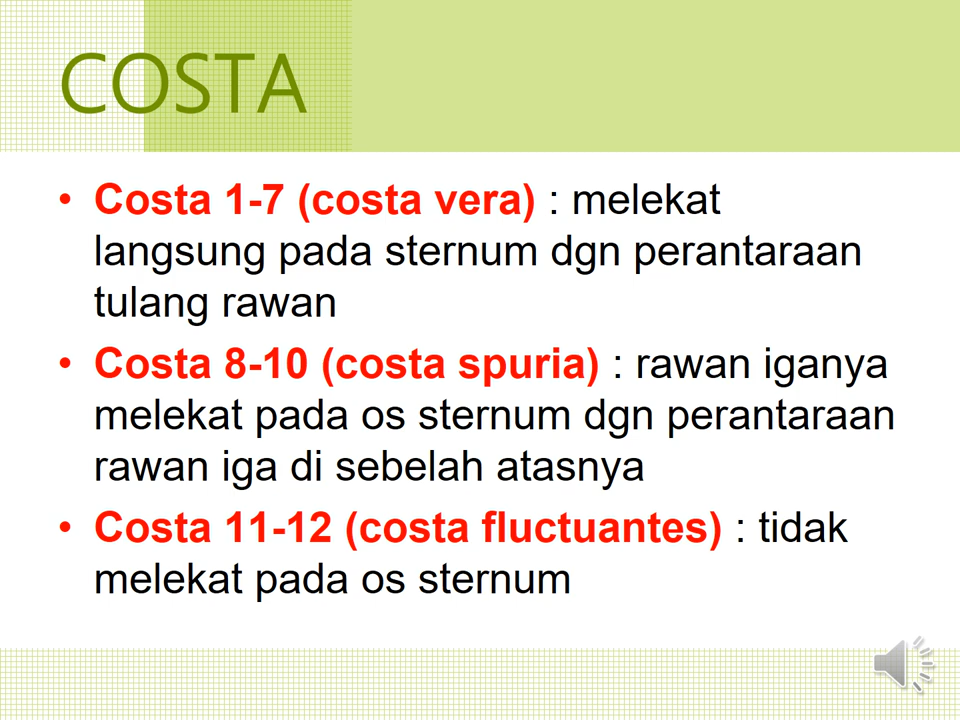 COSTA
• Costa 1-7 (costa vera) : melekat
langsung pada sternum dgn perantaraan
tulang rawan
• Costa 8-10 (costa spuria) : rawan iganya
melekat pada os sternum dgn perantaraan
rawan iga di sebelah atasnya
• Costa 11-12 (costa fluctuantes) : tidak
melekat pada os sternum